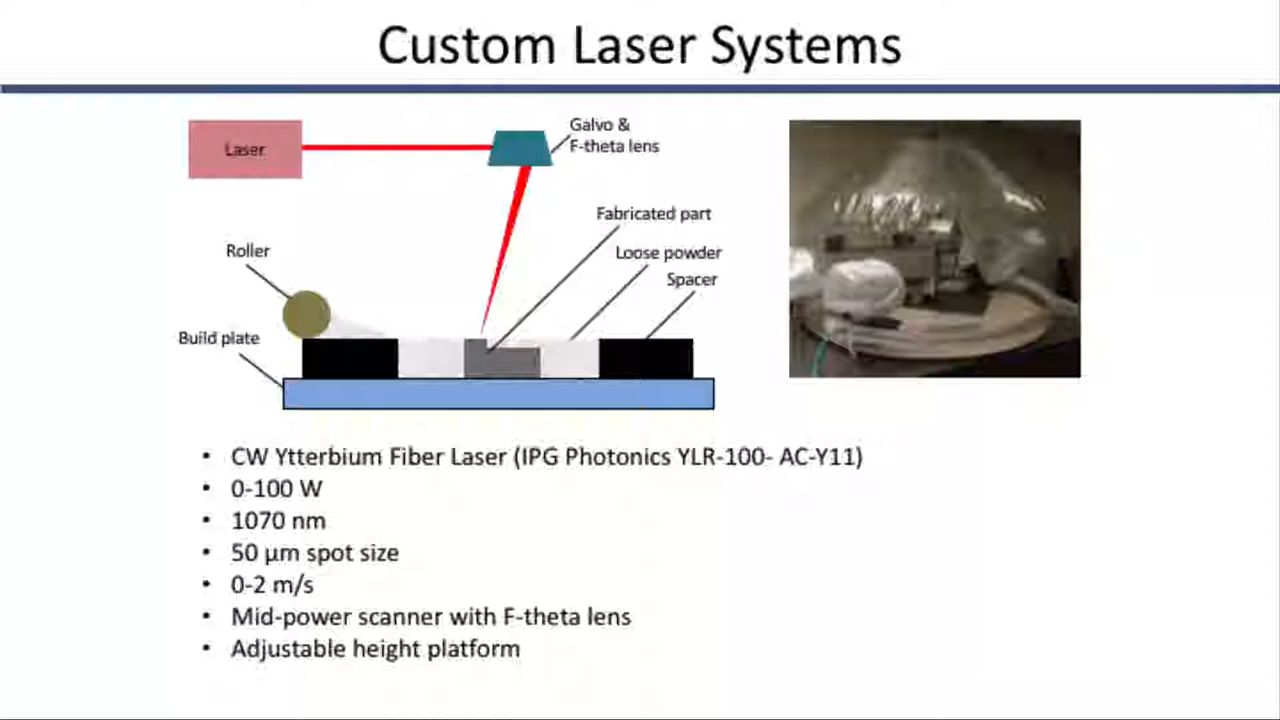 Custom Laser Systems
Laser
Galvo &
F-theta lens
Fabricated part
Roller
Loose powder
Spacer
Build plate
• CW Ytterbium Fiber Laser (IPG Photonics YLR-100- AC-Y11)
• 0-100 W
• 1070 nm
• 50 µm spot size
• 0-2 m/s
• Mid-power scanner with F-theta lens
• Adjustable height platform